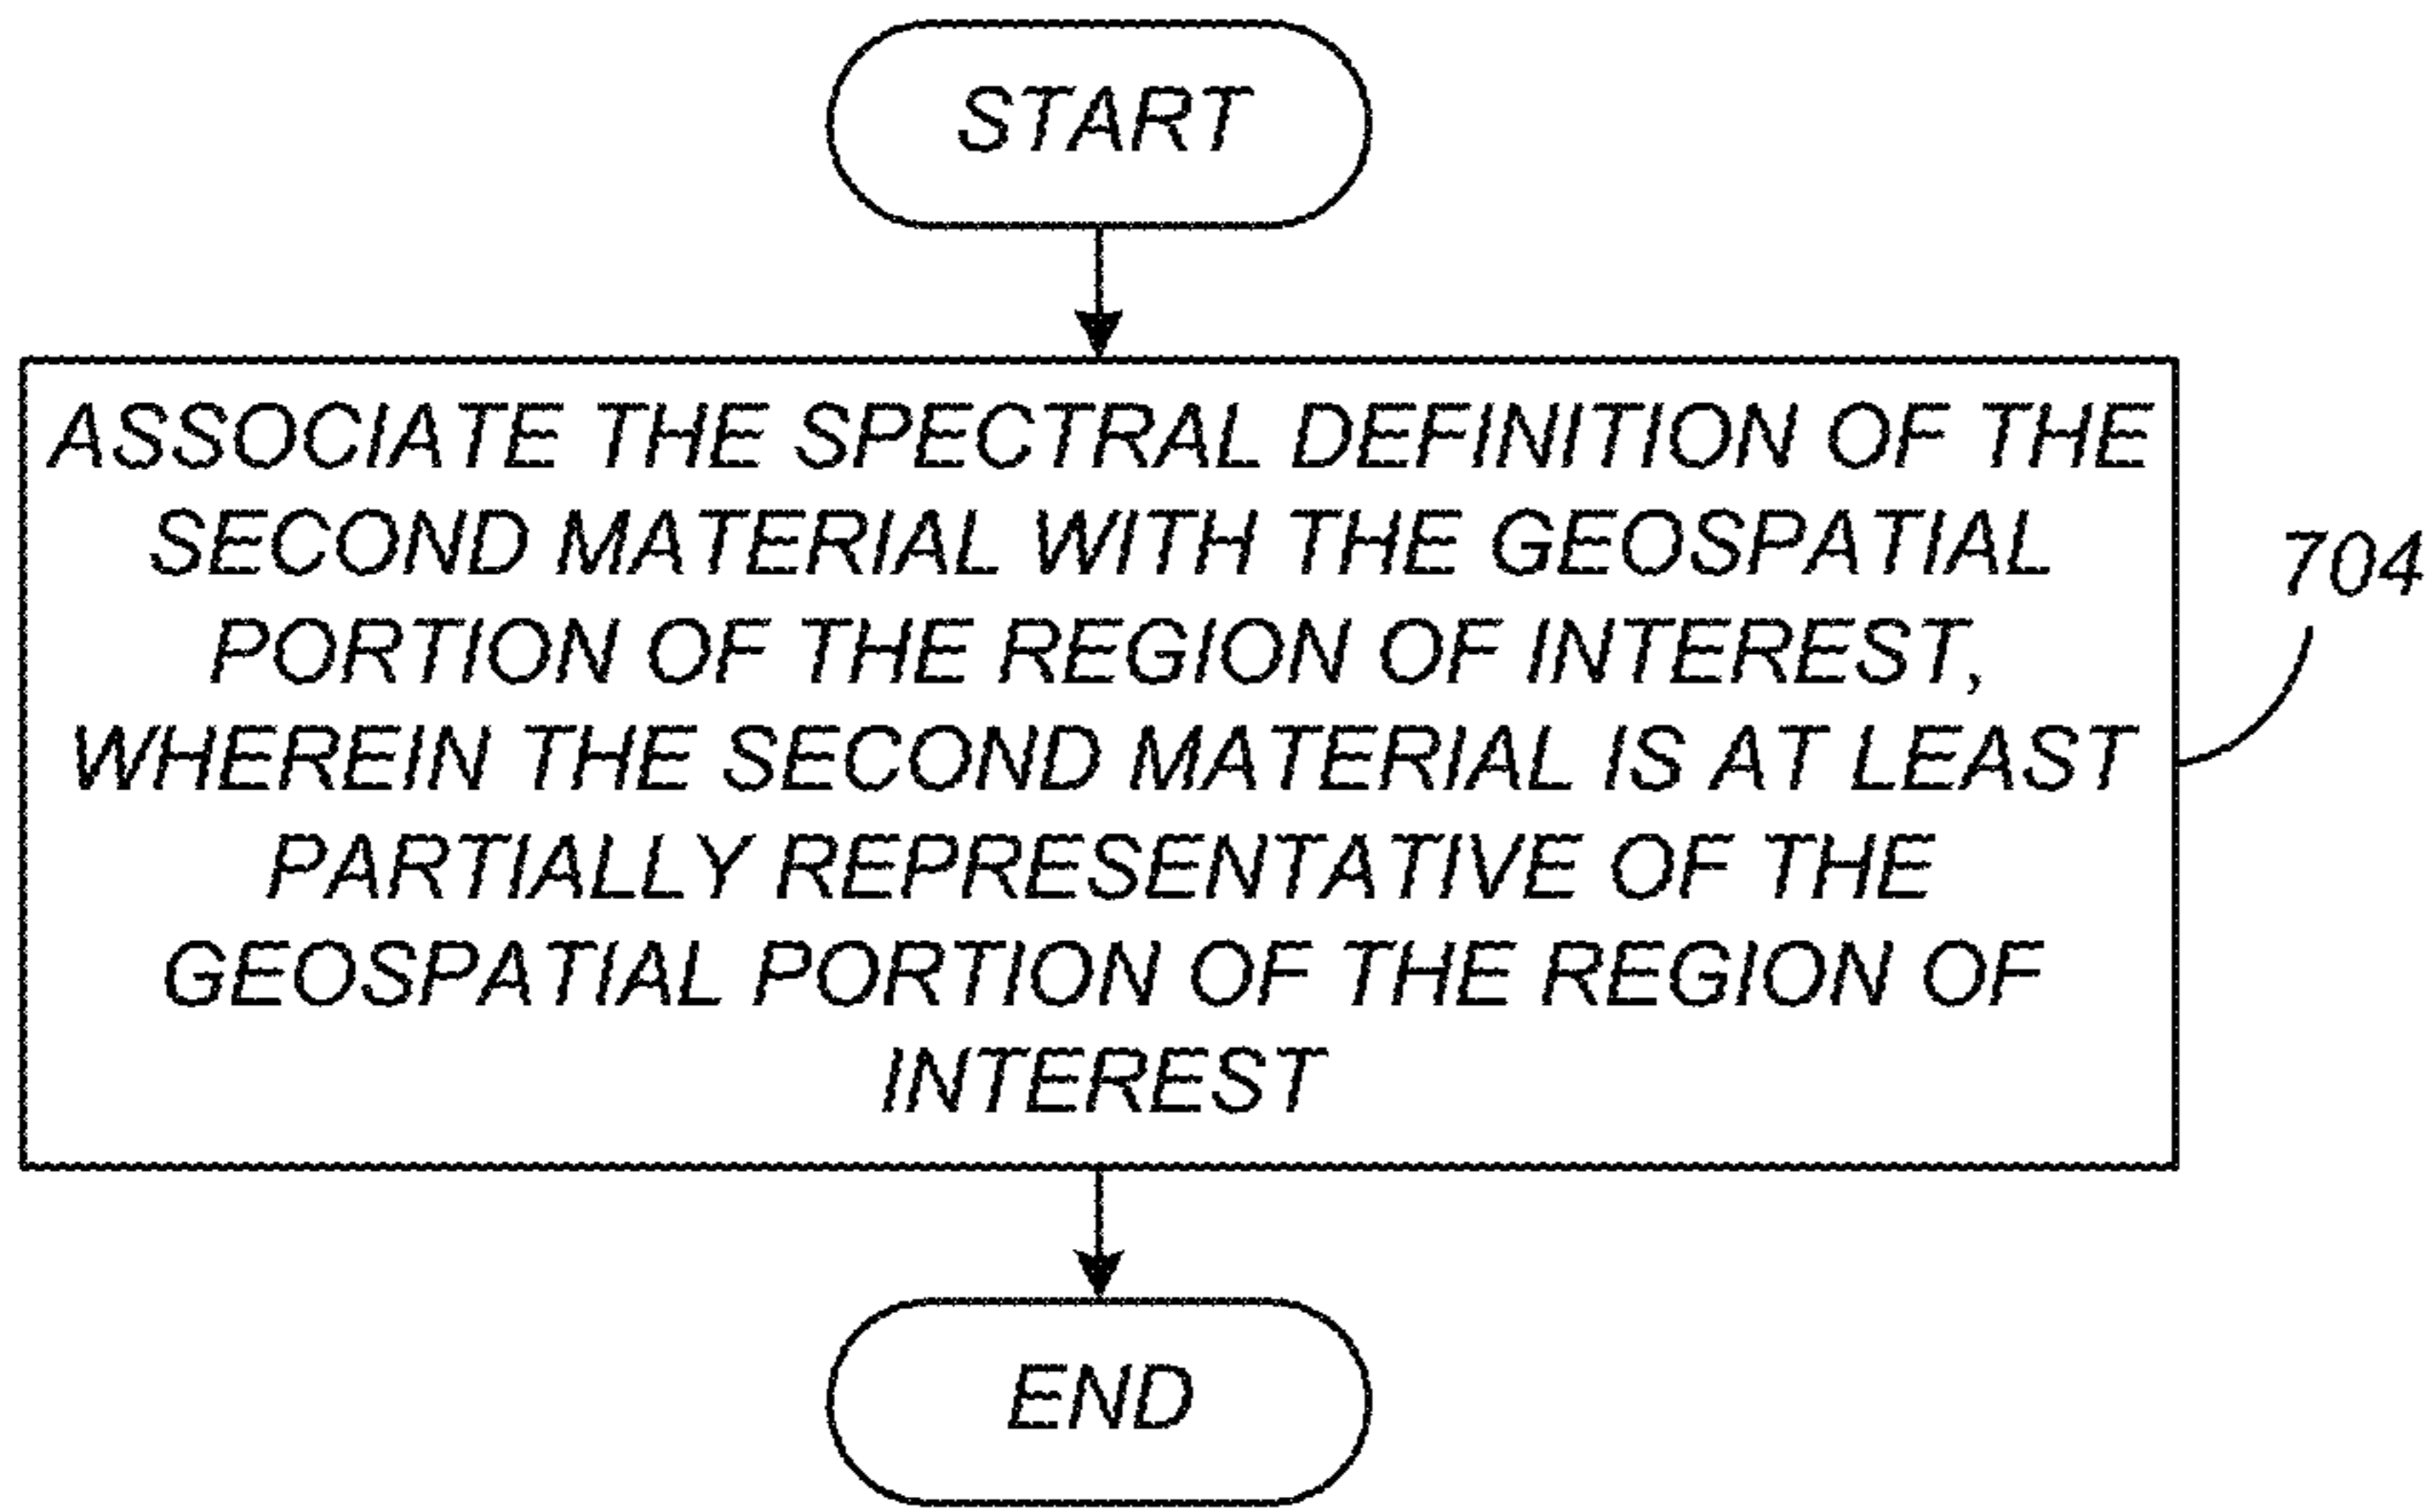 START
ASSOCIATE THE SPECTRAL DEFINITION OF THE
SECOND MATERIAL WITH THE GEOSPATIAL
PORTION OF THE REGION OF INTEREST,
WHEREIN THE SECOND MATERIAL IS AT LEAST
PARTIALLY REPRESENTATIVE OF THE
GEOSPATIAL PORTION OF THE REGION OF
INTEREST
704
END